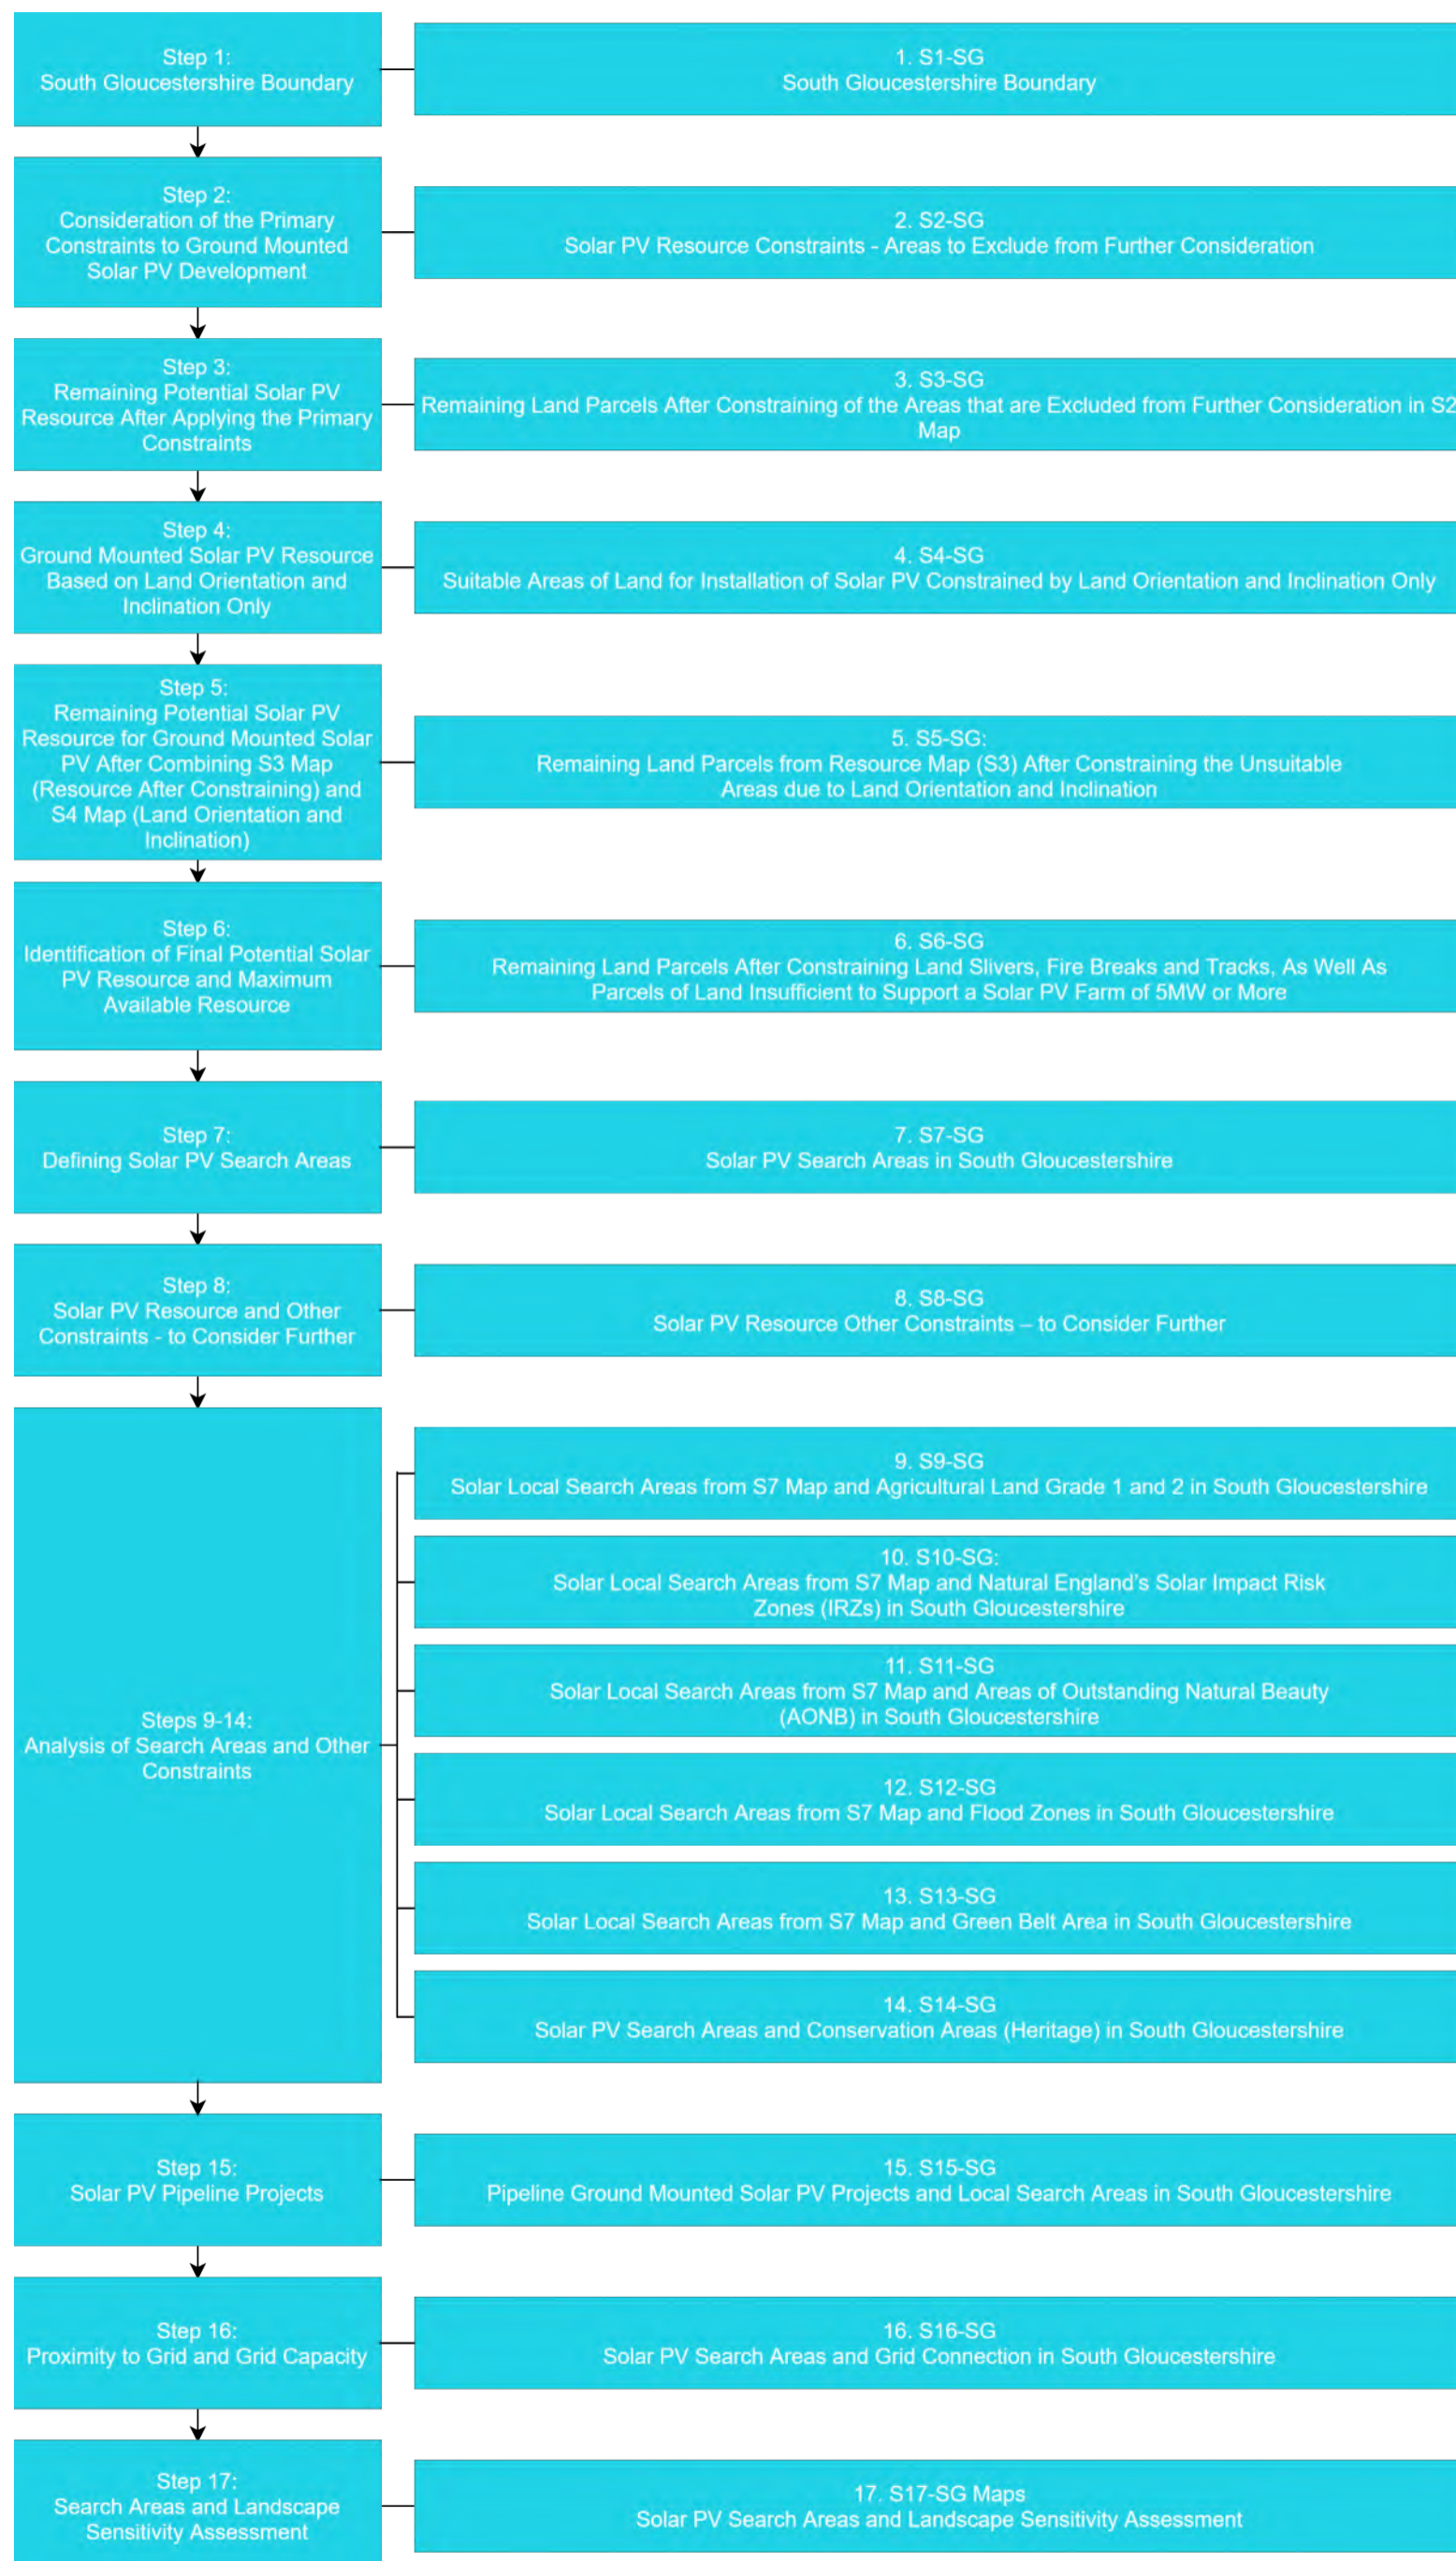 Step 1:
South Gloucestershire Boundary
1. S1-SG
South Gloucestershire Boundary
Step 2:
Consideration of the Primary
Constraints to Ground Mounted
Solar PV Development
2. S2-SG
Solar PV Resource Constraints - Areas to Exclude from Further Consideration
Step 3:
Remaining Potential Solar PV
Resource After Applying the Primary
Constraints
3. S3-SG
Remaining Land Parcels After Constraining of the Areas that are Excluded from Further Consideration in S2
Map
Step 4:
Ground Mounted Solar PV Resource
Based on Land Orientation and
Inclination Only
4. S4-SG
Suitable Areas of Land for Installation of Solar PV Constrained by Land Orientation and Inclination Only
Step 5:
Remaining Potential Solar PV
Resource for Ground Mounted Solar
PV After Combining S3 Map
(Resource After Constraining) and
S4 Map (Land Orientation and
Inclination)
5. S5-SG:
Remaining Land Parcels from Resource Map (S3) After Constraining the Unsuitable
Areas due to Land Orientation and Inclination
Step 6:
Identification of Final Potential Solar
PV Resource and Maximum
Available Resource
6. S6-SG
Remaining Land Parcels After Constraining Land Slivers, Fire Breaks and Tracks, As Well As
Parcels of Land Insufficient to Support a Solar PV Farm of 5MW or More
Step 7:
Defining Solar PV Search Areas
7. S7-SG
Solar PV Search Areas in South Gloucestershire
Step 8:
Solar PV Resource and Other
Constraints - to Consider Further
8. S8-SG
Solar PV Resource Other Constraints – to Consider Further
Steps 9-14:
Analysis of Search Areas and Other
Constraints
9. S9-SG
Solar Local Search Areas from S7 Map and Agricultural Land Grade 1 and 2 in South Gloucestershire
10. S10-SG:
Solar Local Search Areas from S7 Map and Natural England's Solar Impact Risk
Zones (IRZs) in South Gloucestershire
11. S11-SG
Solar Local Search Areas from S7 Map and Areas of Outstanding Natural Beauty
(AONB) in South Gloucestershire
12. S12-SG
Solar Local Search Areas from S7 Map and Flood Zones in South Gloucestershire
13. S13-SG
Solar Local Search Areas from S7 Map and Green Belt Area in South Gloucestershire
14. S14-SG
Solar PV Search Areas and Conservation Areas (Heritage) in South Gloucestershire
Step 15:
Solar PV Pipeline Projects
15. S15-SG
Pipeline Ground Mounted Solar PV Projects and Local Search Areas in South Gloucestershire
Step 16:
Proximity to Grid and Grid Capacity
16. S16-SG
Solar PV Search Areas and Grid Connection in South Gloucestershire
Step 17:
Search Areas and Landscape
Sensitivity Assessment
17. S17-SG Maps
Solar PV Search Areas and Landscape Sensitivity Assessment